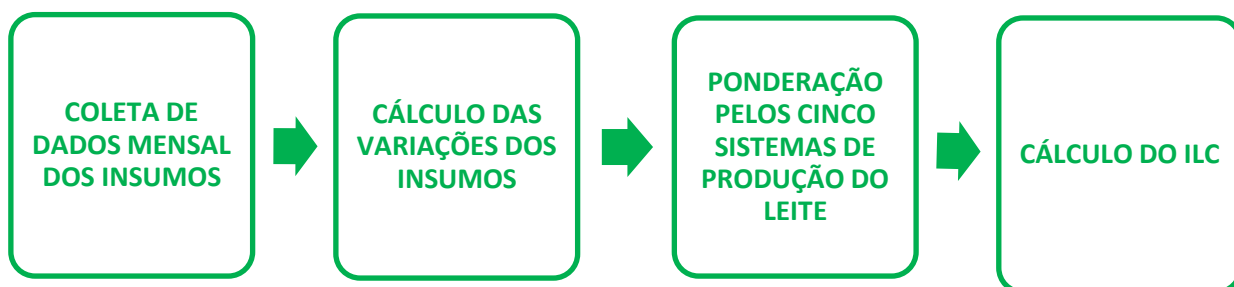 COLETA DE
DADOS MENSAL
DOS INSUMOS
CÁLCULO DAS
VARIAÇÕES DOS
INSUMOS
PONDERAÇÃO
PELOS CINCO
SISTEMAS DE
PRODUÇÃO DO
LEITE
CÁLCULO DO ILC